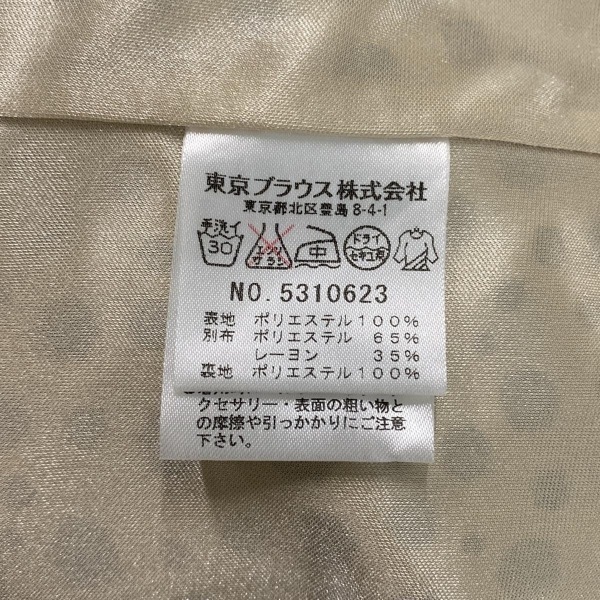 東京ブラウス株式会社
東京都北区豊島8-4-1
手洗イ
30
エンソ
サラシ
中
ドライ
セキユ系
NO.5310623
表地 ポリエステル100%
別布 ポリエステル 65%
レーヨン 35%
裏地 ポリエステル100%
クセサリー・表面の粗い物と
の摩擦や引っかかりにご注意
下さい。